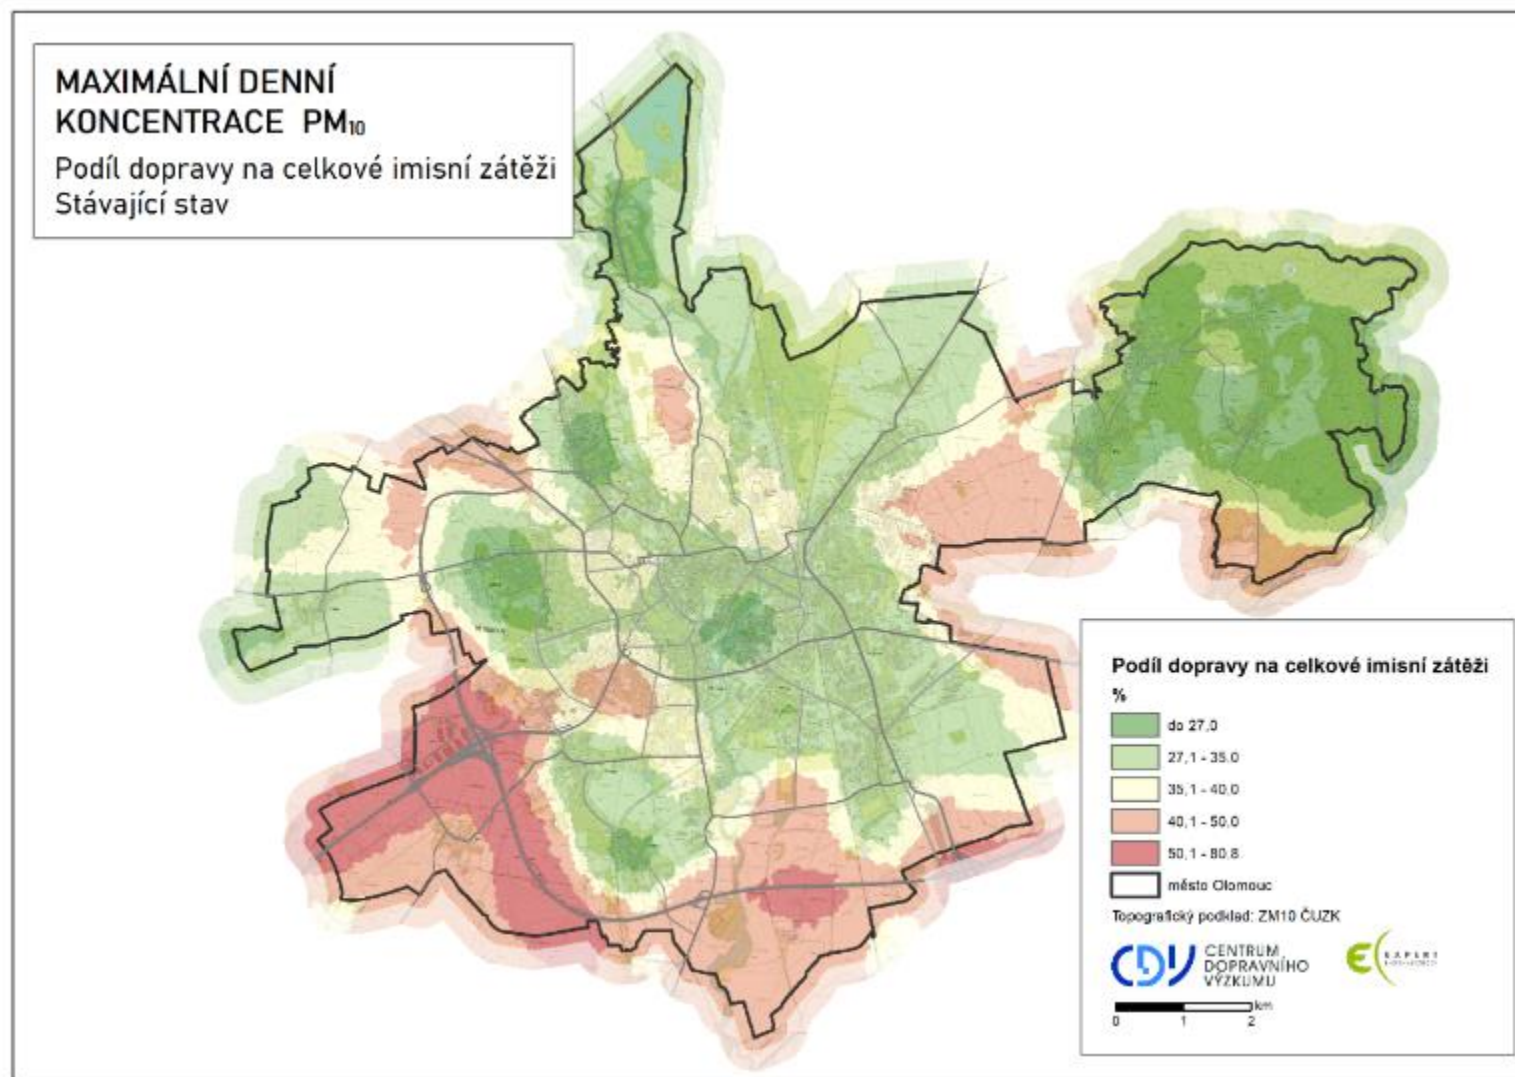 MAXIMÁLNÍ DENNÍ
KONCENTRACE PM₁₀
Podíl dopravy na celkové imisní zátěži
Stávající stav
Podíl dopravy na celkové imisní zátěži
%
do 27,0
27,1 - 35,0
35,1 - 40,0
40,1 - 50,0
50,1 - 80,8
město Olomouc
Topografický podklad: ZM10 ČUZK
CDV CENTRUM
DOPRAVNÍHO
VÝZKUMU
EXPERT
km
0 1 2